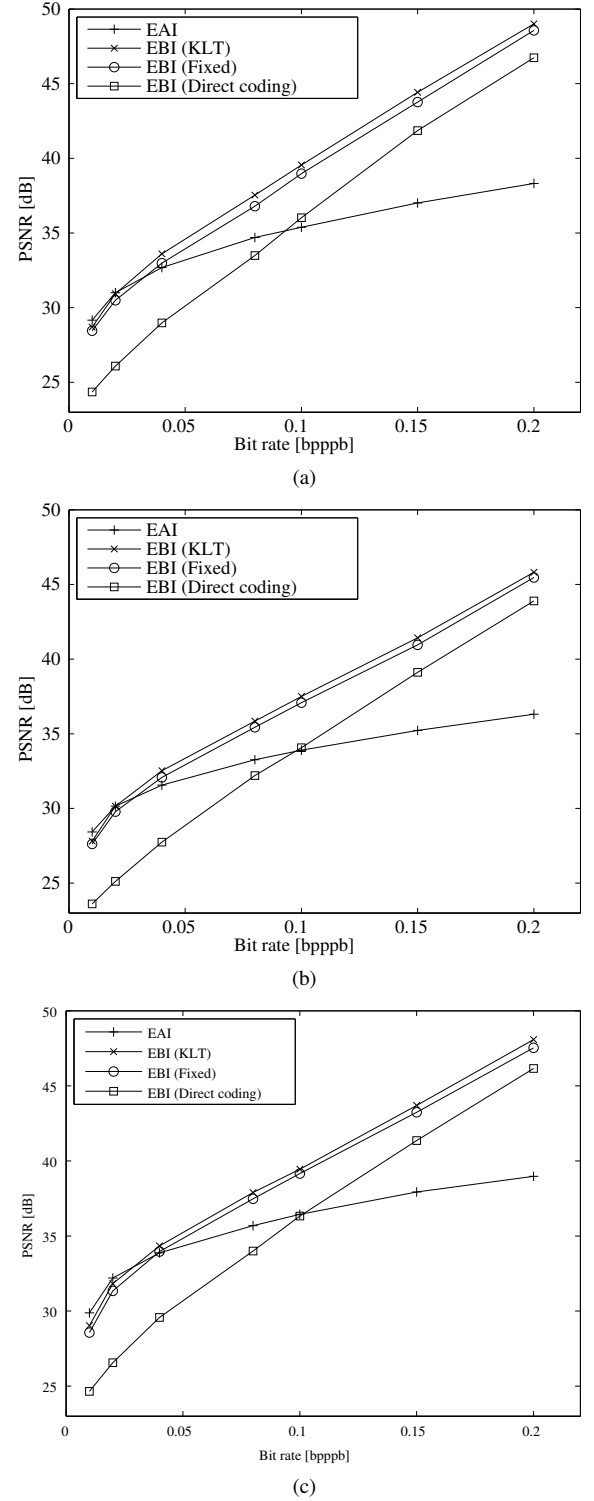 50
45
40
35
30
25
PSNR [dB]
EAI
EBI (KLT)
EBI (Fixed)
EBI (Direct coding)
0 0.05 0.1 0.15 0.2
Bit rate [bpppb]
(a)
50
45
40
35
30
25
PSNR [dB]
EAI
EBI (KLT)
EBI (Fixed)
EBI (Direct coding)
0 0.05 0.1 0.15 0.2
Bit rate [bpppb]
(b)
50
45
40
35
30
25
PSNR [dB]
EAI
EBI (KLT)
EBI (Fixed)
EBI (Direct coding)
0 0.05 0.1 0.15 0.2
Bit rate [bpppb]
(c)